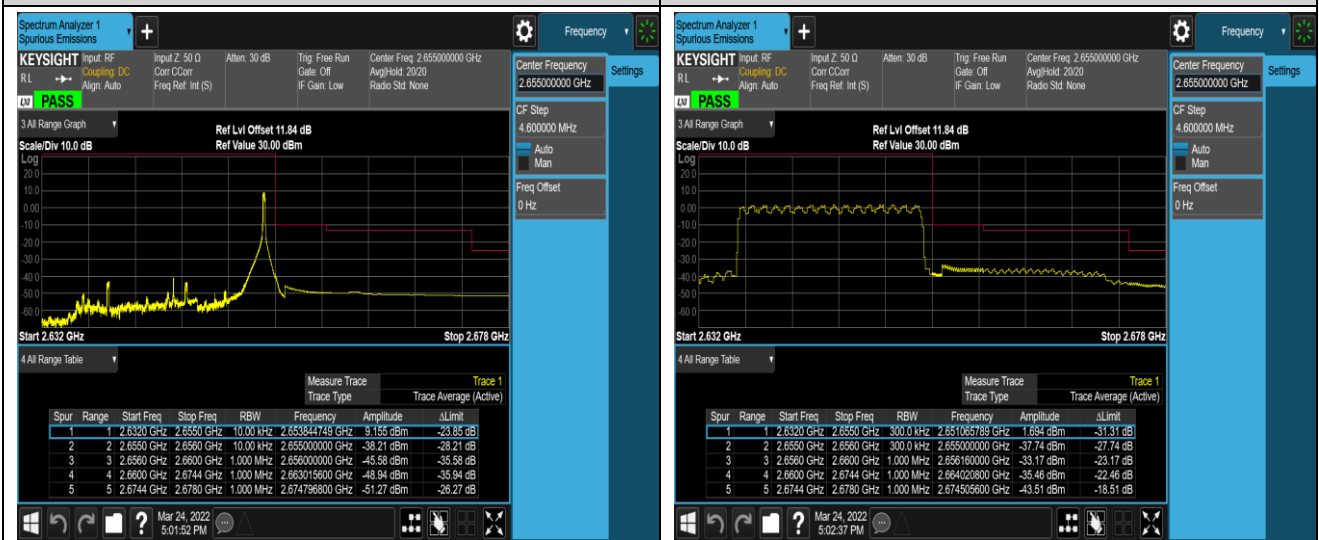 Spectrum Analyzer 1
Spurious Emissions
+
Frequency
KEYSIGHT
RL
LXI PASS
Input: RF
Coupling: DC
Align: Auto
Input Z: 50 Ω
Corr CCorr
Freq Ref: Int (S)
Atten: 30 dB
Trig: Free Run
Gate: Off
IF Gain: Low
Center Freq: 2.655000000 GHz
Avg|Hold: 20/20
Radio Std: None
Center Frequency
2.655000000 GHz
Settings
CF Step
4.600000 MHz
Auto
Man
Freq Offset
0 Hz
3 All Range Graph
Ref Lvl Offset 11.84 dB
Scale/Div 10.0 dB
Ref Value 30.00 dBm
Log
20.0
10.0
0.00
-10.0
-20.0
-30.0
-40.0
-50.0
-60.0
Start 2.632 GHz
Stop 2.678 GHz
4 All Range Table
Measure Trace Trace 1
Trace Type Trace Average (Active)
Spur Range Start Freq Stop Freq RBW Frequency Amplitude ΔLimit
1 1 2.6320 GHz 2.6550 GHz 10.00 kHz 2.653844749 GHz 9.155 dBm -23.85 dB
2 2 2.6550 GHz 2.6560 GHz 10.00 kHz 2.655000000 GHz -38.21 dBm -28.21 dB
3 3 2.6560 GHz 2.6600 GHz 1.000 MHz 2.656000000 GHz -45.58 dBm -35.58 dB
4 4 2.6600 GHz 2.6744 GHz 1.000 MHz 2.663015600 GHz -48.94 dBm -35.94 dB
5 5 2.6744 GHz 2.6780 GHz 1.000 MHz 2.674796800 GHz -51.27 dBm -26.27 dB
?
Mar 24, 2022
5:01:52 PM
Spectrum Analyzer 1
Spurious Emissions
+
Frequency
KEYSIGHT
RL
LXI PASS
Input: RF
Coupling: DC
Align: Auto
Input Z: 50 Ω
Corr CCorr
Freq Ref: Int (S)
Atten: 30 dB
Trig: Free Run
Gate: Off
IF Gain: Low
Center Freq: 2.655000000 GHz
Avg|Hold: 20/20
Radio Std: None
Center Frequency
2.655000000 GHz
Settings
CF Step
4.600000 MHz
Auto
Man
Freq Offset
0 Hz
3 All Range Graph
Ref Lvl Offset 11.84 dB
Scale/Div 10.0 dB
Ref Value 30.00 dBm
Log
20.0
10.0
0.00
-10.0
-20.0
-30.0
-40.0
-50.0
-60.0
Start 2.632 GHz
Stop 2.678 GHz
4 All Range Table
Measure Trace Trace 1
Trace Type Trace Average (Active)
Spur Range Start Freq Stop Freq RBW Frequency Amplitude ΔLimit
1 1 2.6320 GHz 2.6550 GHz 300.0 kHz 2.651065789 GHz 1.694 dBm -31.31 dB
2 2 2.6550 GHz 2.6560 GHz 300.0 kHz 2.655000000 GHz -37.74 dBm -27.74 dB
3 3 2.6560 GHz 2.6600 GHz 1.000 MHz 2.656160000 GHz -33.17 dBm -23.17 dB
4 4 2.6600 GHz 2.6744 GHz 1.000 MHz 2.664020800 GHz -35.46 dBm -22.46 dB
5 5 2.6744 GHz 2.6780 GHz 1.000 MHz 2.674505600 GHz -43.51 dBm -18.51 dB
?
Mar 24, 2022
5:02:37 PM